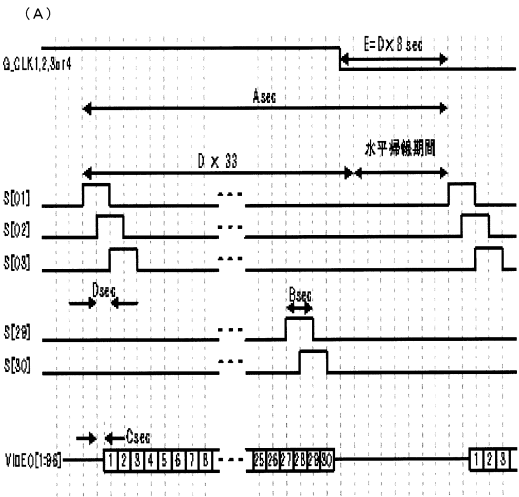 (A)
E=D×8 sec
G_CLK1,2,3or4
Asec
D × 33
水平帰線期間
S[01]
S[02]
S[03]
Dsec
Bsec
S[29]
S[30]
Csec
VIDEO[1:96] 1 2 3 4 5 6 7 8 25 26 27 28 29 30 1 2 3